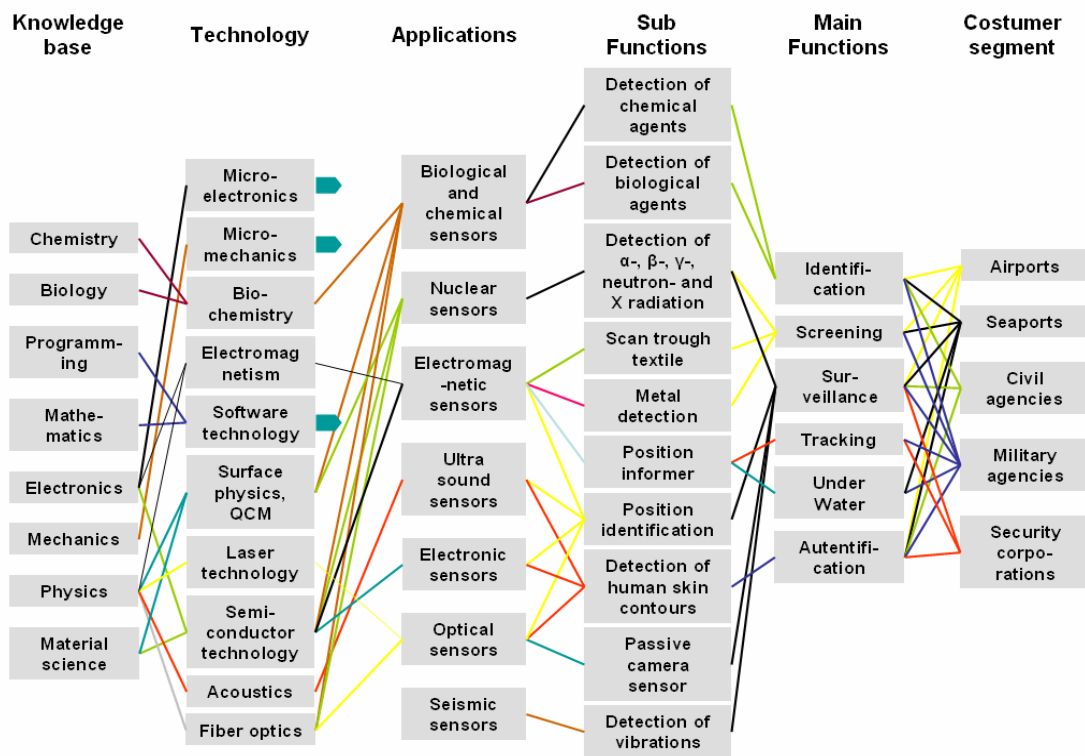 Knowledge
base
Technology
Applications
Sub
Functions
Main
Functions
Costumer
segment
Chemistry
Biology
Programm-
ing
Mathe-
matics
Electronics
Mechanics
Physics
Material
science
Micro-
electronics
Micro-
mechanics
Bio-
chemistry
Electromag
netism
Software
technology
Surface
physics,
QCM
Laser
technology
Semi-
conductor
technology
Acoustics
Fiber optics
Biological
and
chemical
sensors
Nuclear
sensors
Electromag
-netic
sensors
Ultra
sound
sensors
Electronic
sensors
Optical
sensors
Seismic
sensors
Detection of
chemical
agents
Detection of
biological
agents
Detection of
α-, β-, γ-,
neutron- and
X radiation
Scan trough
textile
Metal
detection
Position
informer
Position
identification
Detection of
human skin
contours
Passive
camera
sensor
Detection of
vibrations
Identifi-
cation
Screening
Sur-
veillance
Tracking
Under
Water
Autentifi-
cation
Airports
Seaports
Civil
agencies
Military
agencies
Security
corpo-
rations